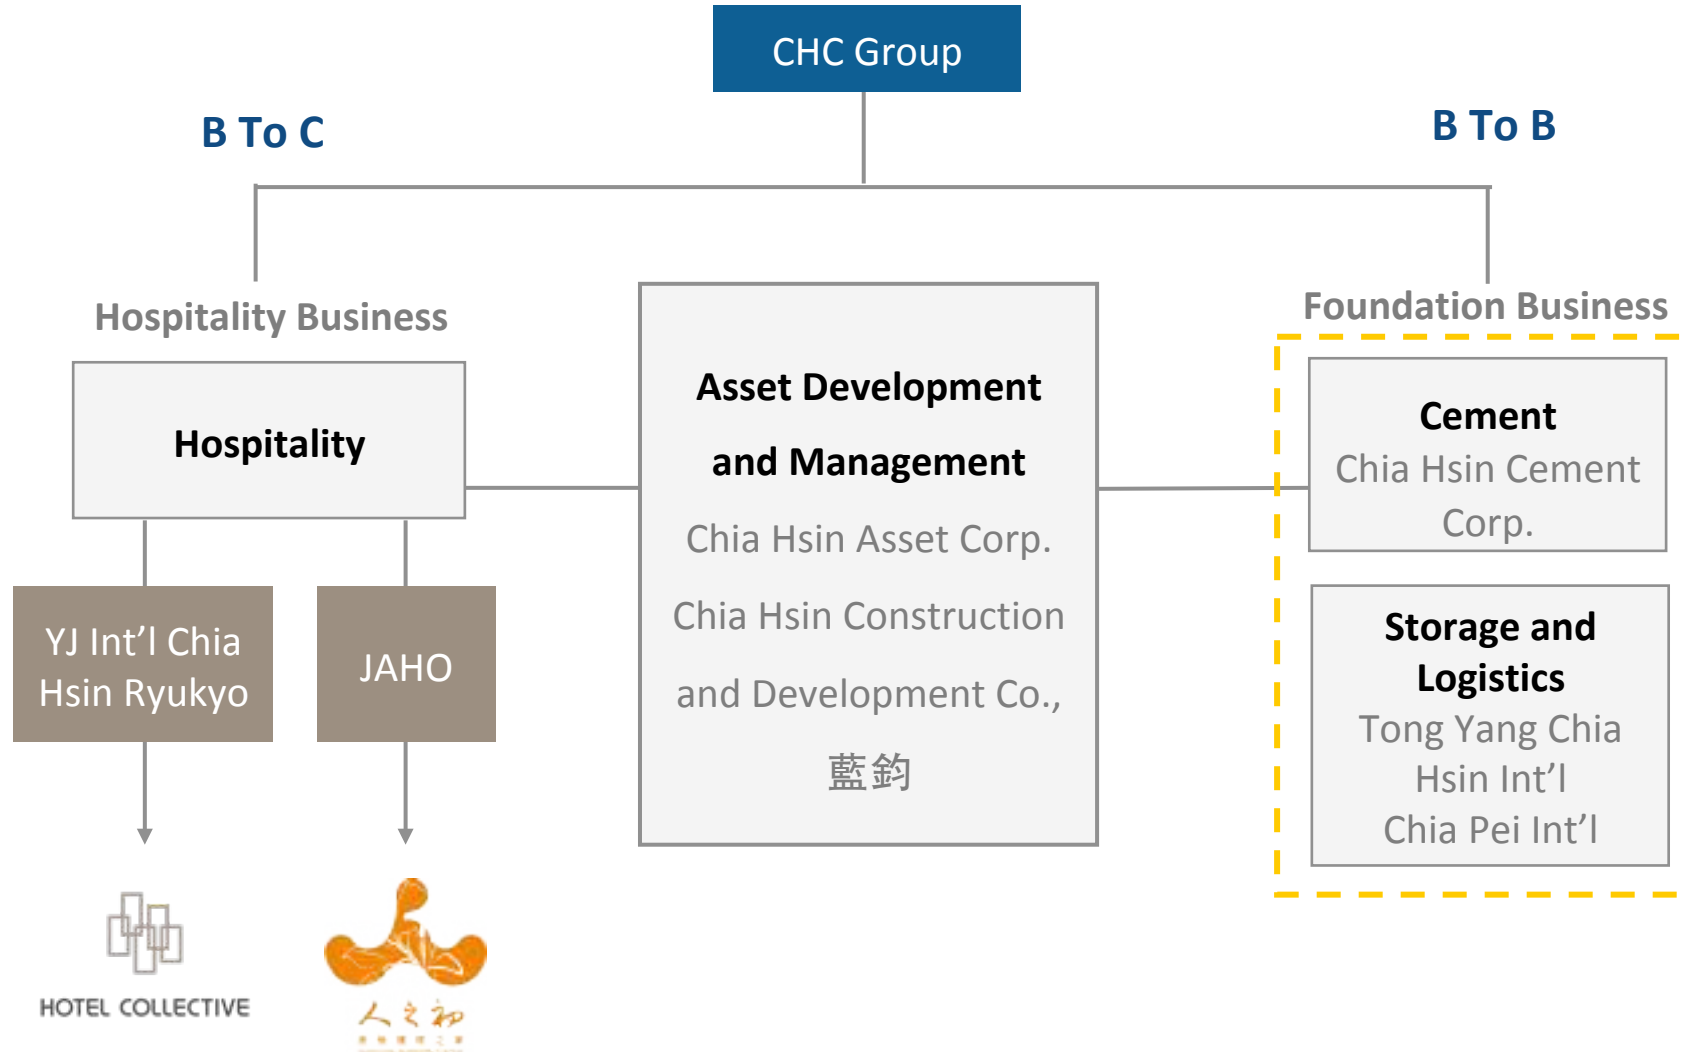 CHC Group
B To C
B To B
Hospitality Business
Hospitality
YJ Int’l Chia
Hsin Ryukyo
JAHO
HOTEL COLLECTIVE
人之初
Asset Development
and Management
Chia Hsin Asset Corp.
Chia Hsin Construction
and Development Co.,
藍鈞
Foundation Business
Cement
Chia Hsin Cement
Corp.
Storage and
Logistics
Tong Yang Chia
Hsin Int’l
Chia Pei Int’l